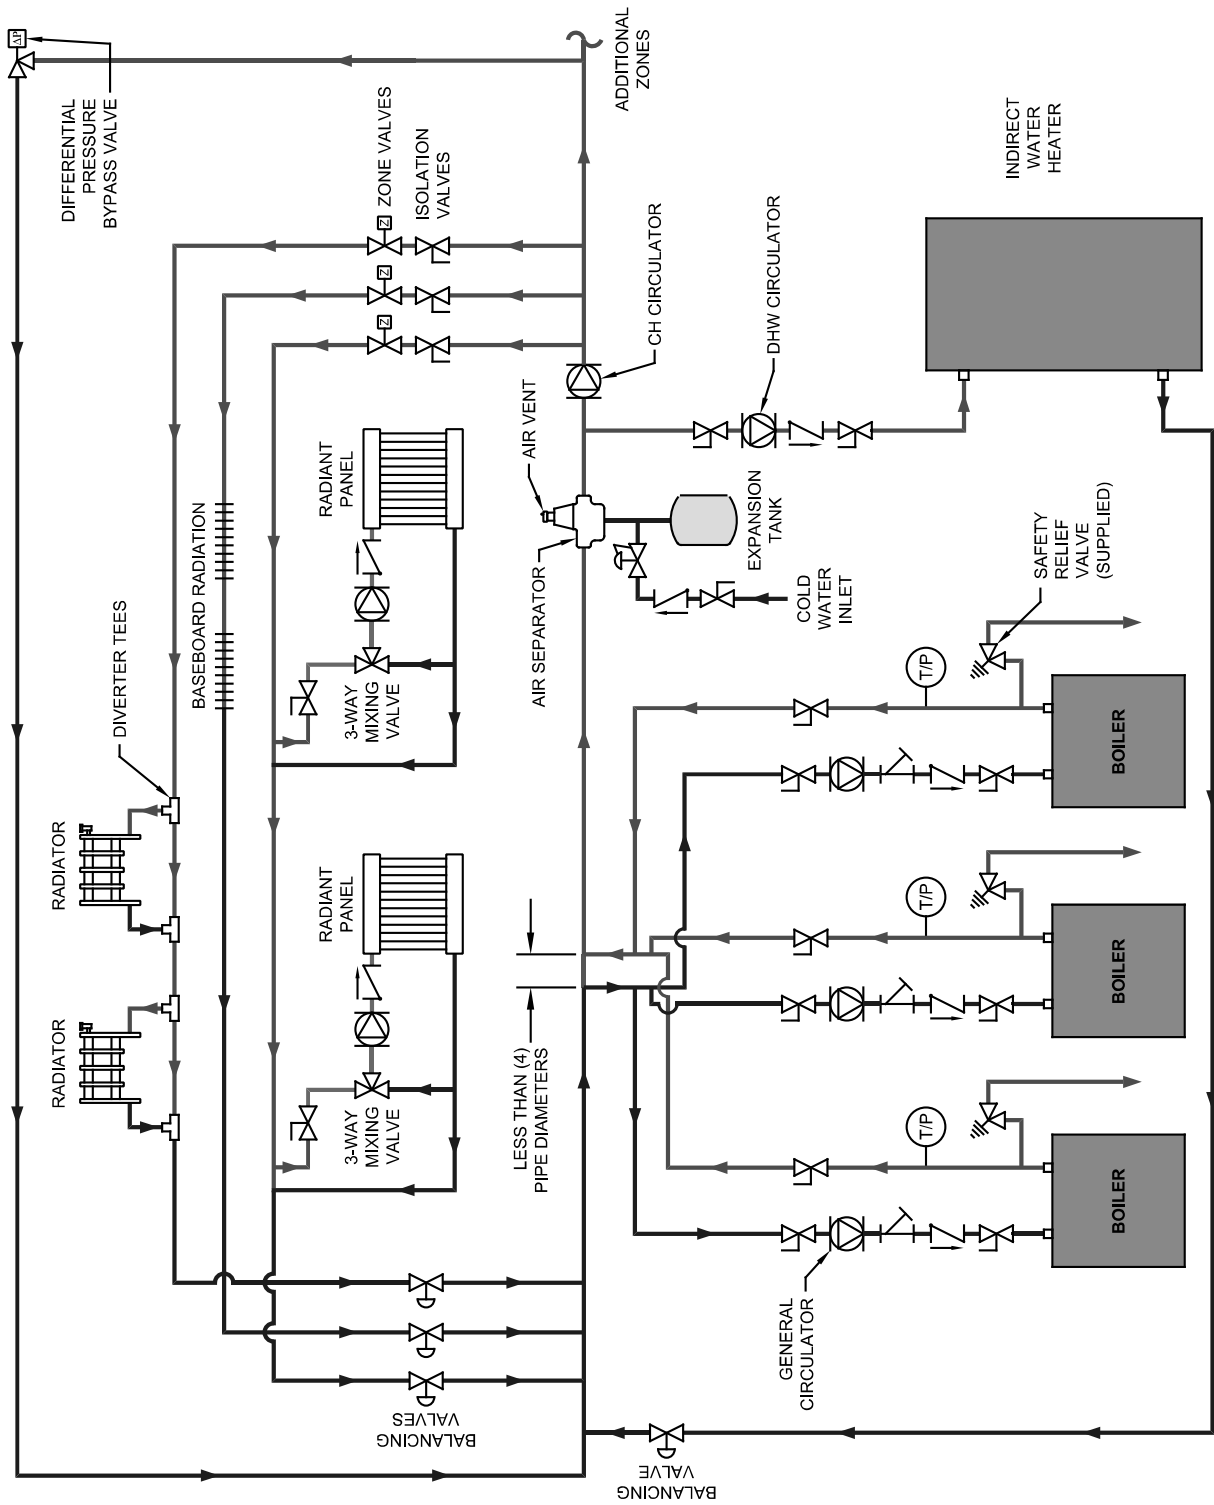 ΔP
RADIATOR
RADIATOR
DIFFERENTIAL
PRESSURE
BYPASS VALVE
DIVERTER TEES
BASEBOARD RADIATION
RADIANT
PANEL
RADIANT
PANEL
3-WAY
MIXING
VALVE
3-WAY
MIXING
VALVE
Z
Z
Z
ZONE VALVES
ISOLATION
VALVES
BALANCING
VALVES
LESS THAN (4)
PIPE DIAMETERS
AIR SEPARATOR
AIR VENT
ADDITIONAL
ZONES
CH CIRCULATOR
BALANCING
VALVE
EXPANSION
TANK
DHW CIRCULATOR
GENERAL
CIRCULATOR
COLD
WATER
INLET
T/P
T/P
T/P
INDIRECT
WATER
HEATER
SAFETY
RELIEF
VALVE
(SUPPLIED)
BOILER
BOILER
BOILER